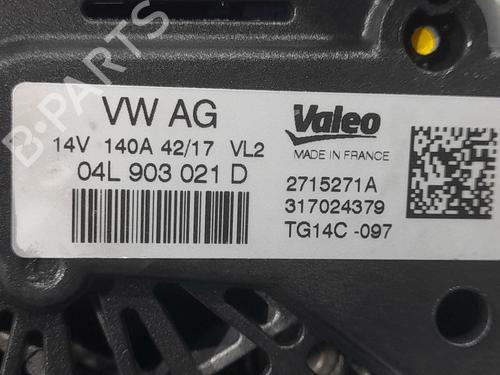 VW AG
14V 140A 42/17 VL2
04L 903 021 D
Valeo
MADE IN FRANCE
2715271A
317024379
TG14C -097
B-PARTS